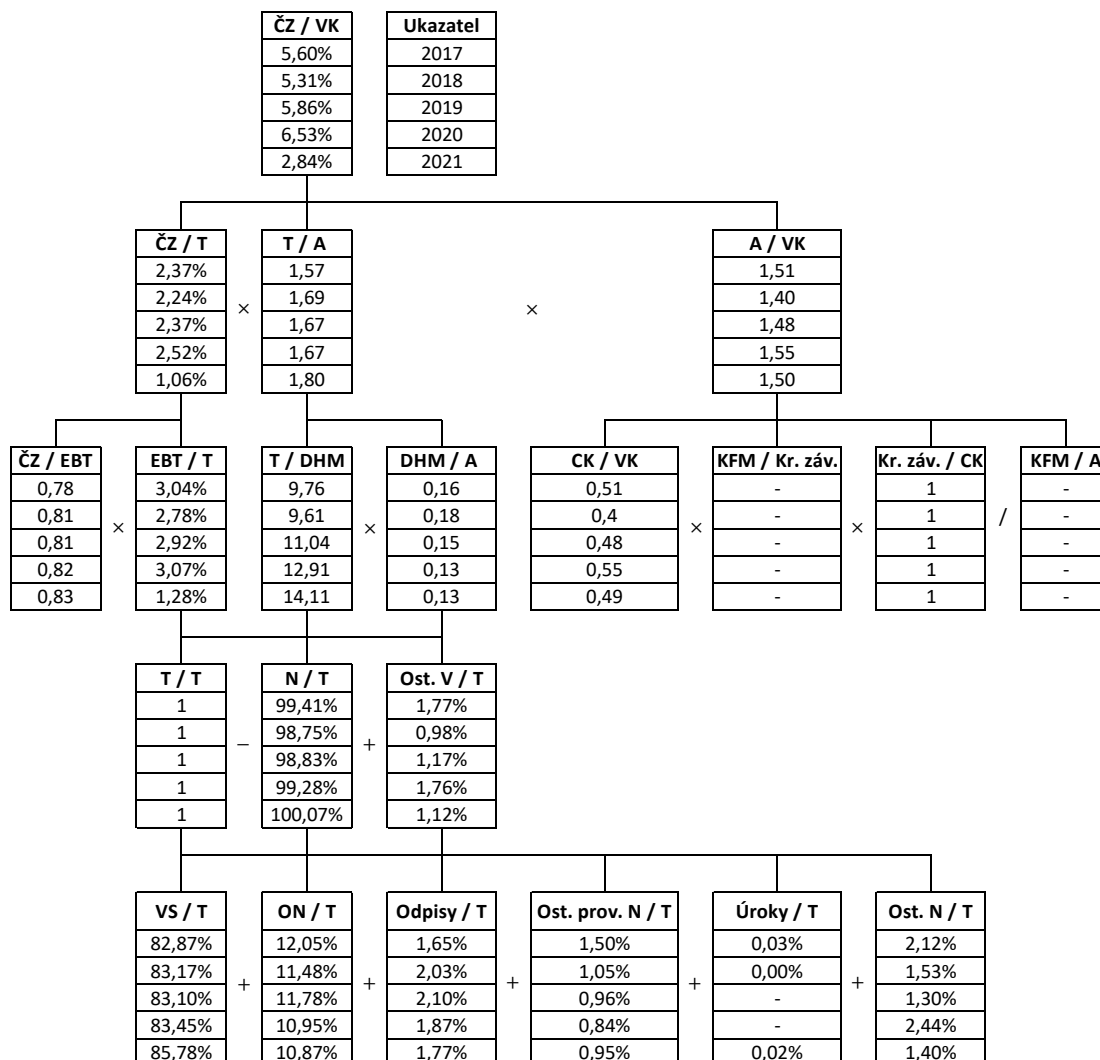 ČZ / VK Ukazatel
5,60% 2017
5,31% 2018
5,86% 2019
6,53% 2020
2,84% 2021
ČZ / T T / A A / VK
2,37% 1,57 1,51
2,24% 1,69 1,40
× ×
2,37% 1,67 1,48
2,52% 1,67 1,55
1,06% 1,80 1,50
ČZ / EBT EBT / T T / DHM DHM / A CK / VK KFM / Kr. záv. Kr. záv. / CK KFM / A
0,78 3,04% 9,76 0,16 0,51 - 1 -
0,81 2,78% 9,61 0,18 0,4 - 1 -
× × × × /
0,81 2,92% 11,04 0,15 0,48 - 1 -
0,82 3,07% 12,91 0,13 0,55 - 1 -
0,83 1,28% 14,11 0,13 0,49 - 1 -
T / T N / T Ost. V / T
1 99,41% 1,77%
1 98,75% 0,98%
1 – 98,83% + 1,17%
1 99,28% 1,76%
1 100,07% 1,12%
VS / T ON / T Odpisy / T Ost. prov. N / T Úroky / T Ost. N / T
82,87% 12,05% 1,65% 1,50% 0,03% 2,12%
83,17% 11,48% 2,03% 1,05% 0,00% 1,53%
+ + + + +
83,10% 11,78% 2,10% 0,96% - 1,30%
83,45% 10,95% 1,87% 0,84% - 2,44%
85,78% 10,87% 1,77% 0,95% 0,02% 1,40%